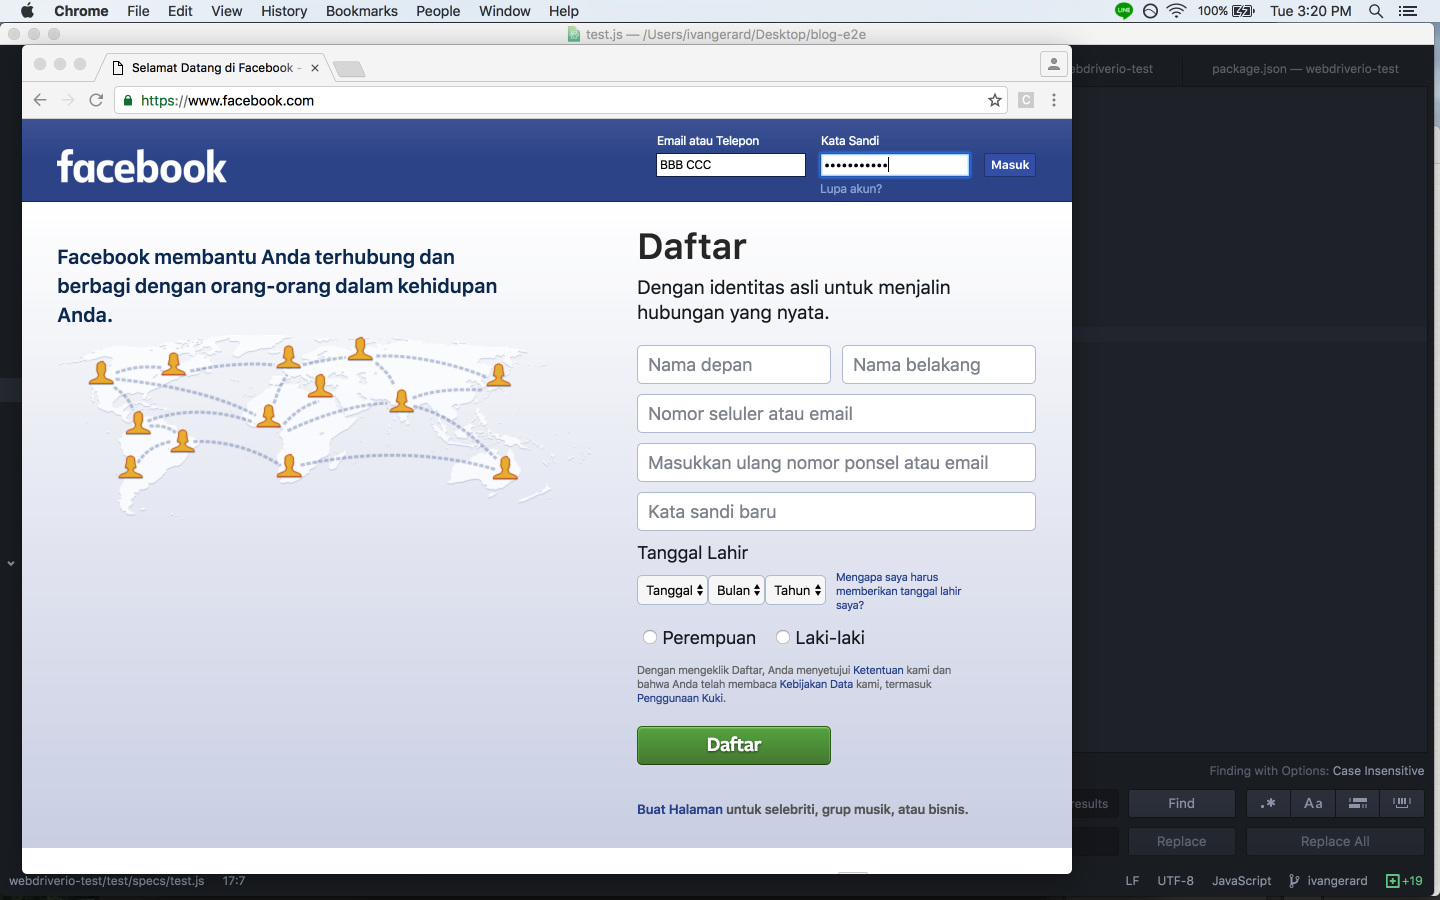 Chrome File Edit View History Bookmarks People Window Help LINE 100% Tue 3:20 PM
test.js — /Users/ivangerard/Desktop/blog-e2e
Selamat Datang di Facebook -
ebdriverio-test
package.json — webdriverio-test
https://www.facebook.com
C
facebook
Email atau Telepon
Kata Sandi
BBB CCC
•••••••••••
Masuk
Lupa akun?
Facebook membantu Anda terhubung dan
berbagi dengan orang-orang dalam kehidupan
Anda.
Daftar
Dengan identitas asli untuk menjalin
hubungan yang nyata.
Nama depan
Nama belakang
Nomor seluler atau email
Masukkan ulang nomor ponsel atau email
Kata sandi baru
Tanggal Lahir
Tanggal Bulan Tahun
Mengapa saya harus
memberikan tanggal lahir
saya?
Perempuan Laki-laki
Dengan mengeklik Daftar, Anda menyetujui Ketentuan kami dan
bahwa Anda telah membaca Kebijakan Data kami, termasuk
Penggunaan Kuki.
Daftar
Buat Halaman untuk selebriti, grup musik, atau bisnis.
Finding with Options: Case Insensitive
results
Find
.* Aa
Replace
Replace All
webdriverio-test/test/specs/test.js 17:7
LF UTF-8 JavaScript ivangerard +19